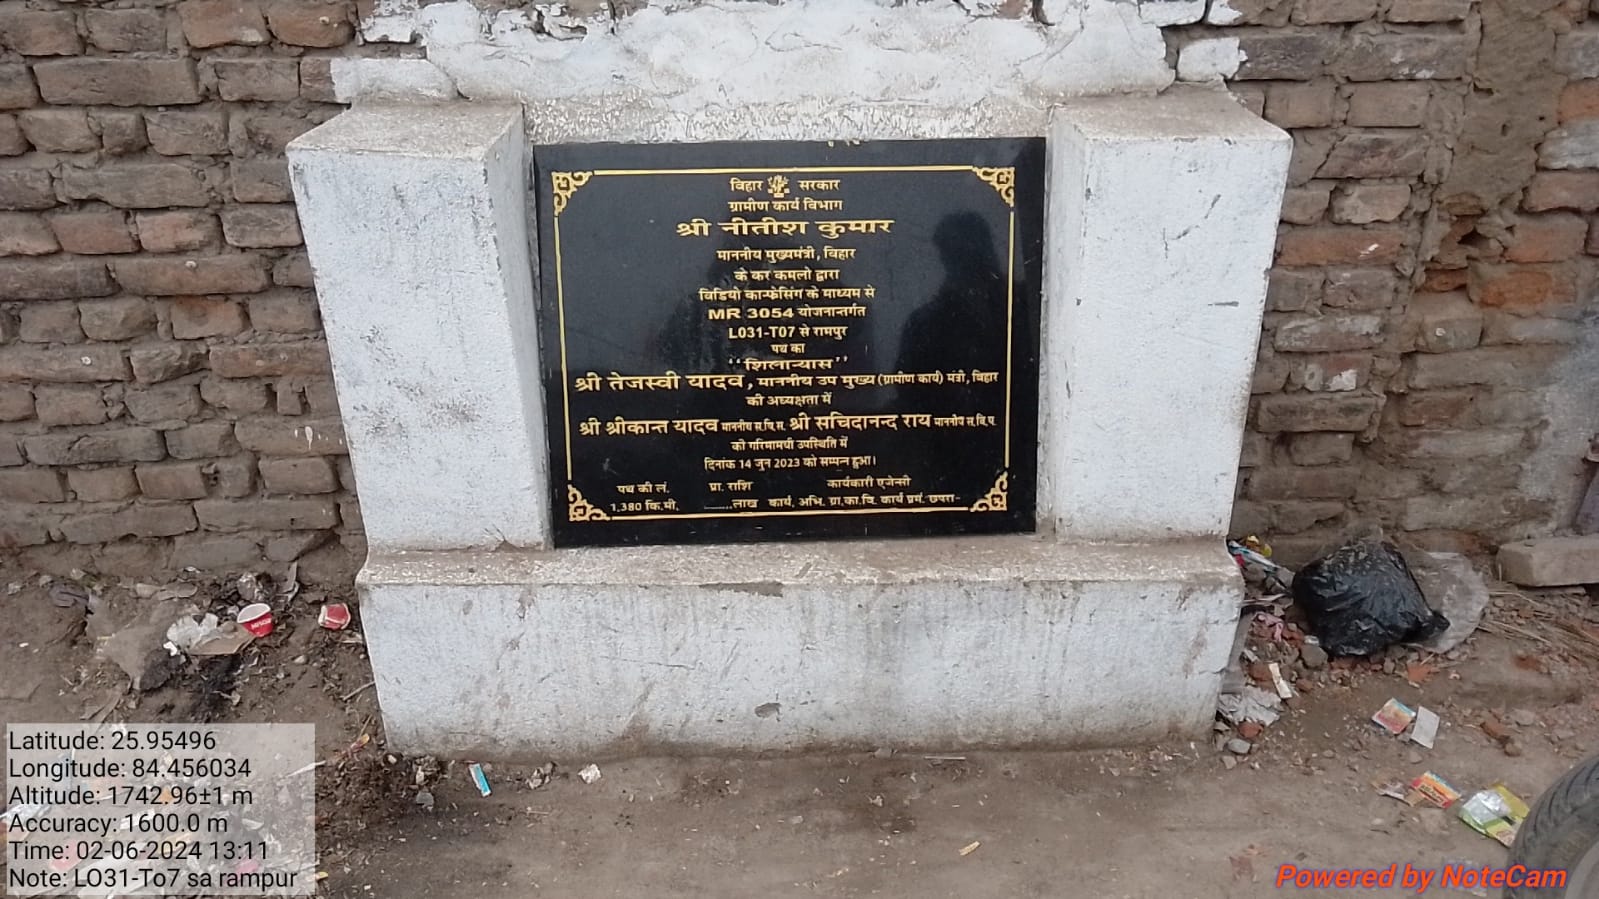 बिहार सरकार
ग्रामीण कार्य विभाग
श्री नीतीश कुमार
माननीय मुख्यमंत्री, बिहार
के कर कमलो द्वारा
विडियो कान्फ्रेसिंग के माध्यम से
MR 3054 योजनान्तर्गत
L031-T07 से रामपुर
पथ का
"शिलान्यास"
श्री तेजस्वी यादव, माननीय उप मुख्य (ग्रामीण कार्य) मंत्री, बिहार
की अध्यक्षता में
श्री श्रीकान्त यादव माननीय स.वि.स. श्री सचिदानन्द राय माननीय स.वि.प.
को गरिमामयी उपस्थिति में
दिनांक 14 जुन 2023 को सम्पन्न हुआ।
पथ की लं. प्रा. राशि कार्यकारी एजेन्सी
1.380 कि.मी. ........लाख कार्य. अभि. ग्रा.का.वि. कार्य प्रमं. छपरा-
Latitude: 25.95496
Longitude: 84.456034
Altitude: 1742.96±1 m
Accuracy: 1600.0 m
Time: 02-06-2024 13:11
Note: LO31-To7 sa rampur
Powered by NoteCam